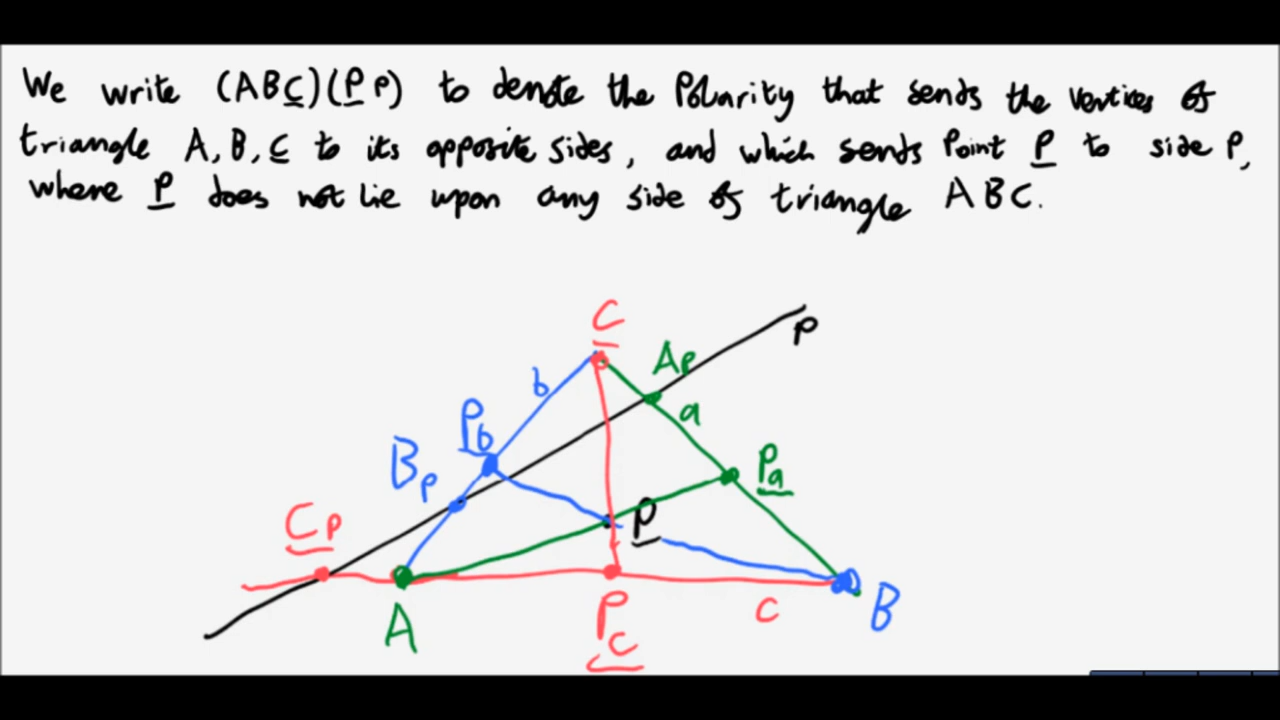 We write (ABC)(Pp) to denote the Polarity that sends the vertices of
triangle A, B, C to its opposite sides, and which sends Point P to side P,
where P does not lie upon any side of triangle ABC.
C
P
Ap
b
a
Pb
Bp
Pa
Cp
P
A
Pc
c
B